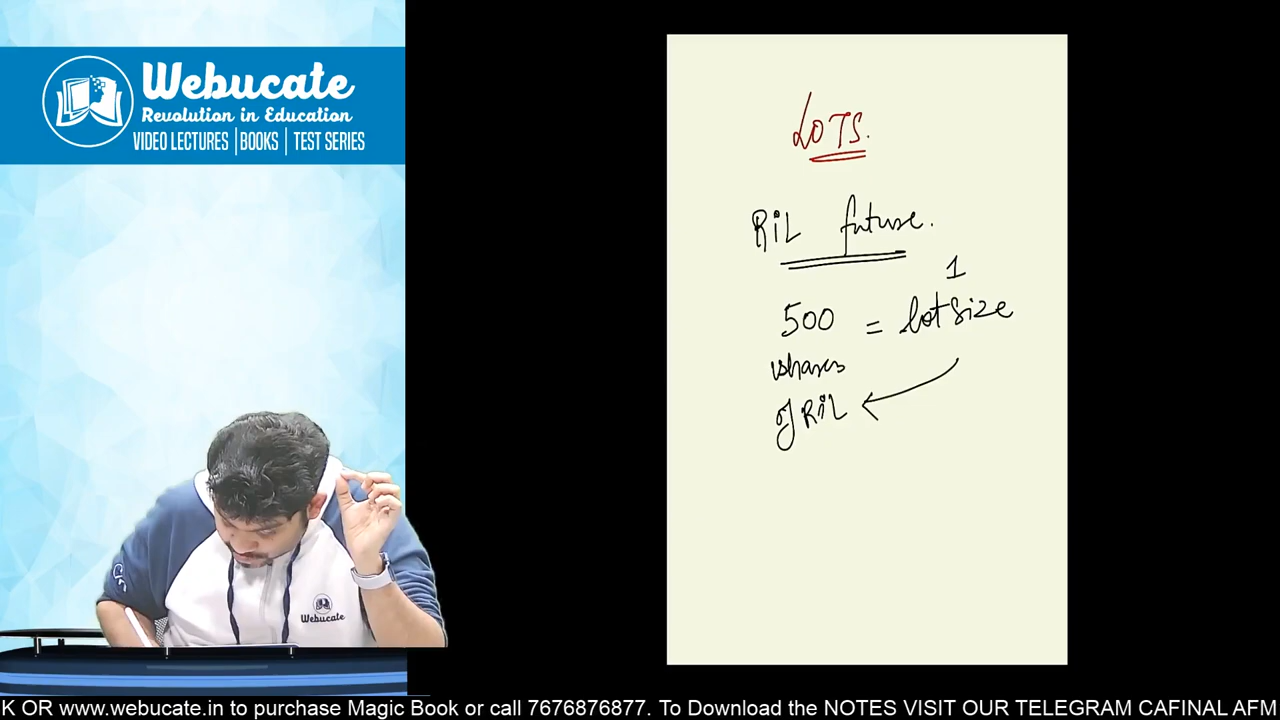 Webucate
Revolution in Education
VIDEO LECTURES | BOOKS | TEST SERIES
LOTS.
RIL future.
1
500 = lot size
shares
of RIL
Webucate
K OR www.webucate.in to purchase Magic Book or call 7676876877. To Download the NOTES VISIT OUR TELEGRAM CAFINAL AFM